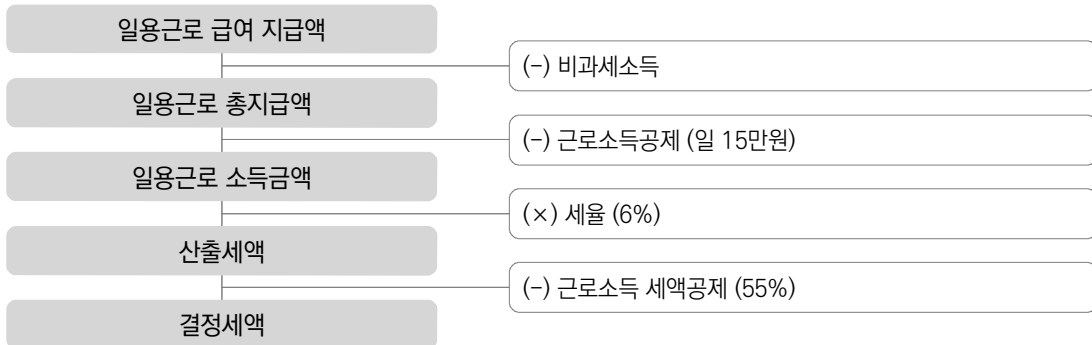 일용근로 급여 지급액
(-) 비과세소득
일용근로 총지급액
(-) 근로소득공제 (일 15만원)
일용근로 소득금액
(×) 세율 (6%)
산출세액
(-) 근로소득 세액공제 (55%)
결정세액